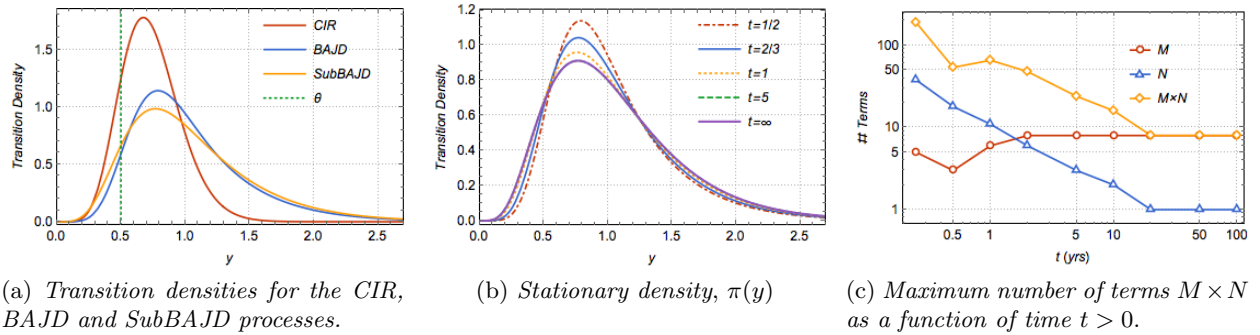 Transition Density
1.5
1.0
0.5
0.0
0.0 0.5 1.0 1.5 2.0 2.5
y
CIR
BAJD
SubBAJD
θ
(a) Transition densities for the CIR,
BAJD and SubBAJD processes.
Transition Density
1.2
1.0
0.8
0.6
0.4
0.2
0.0
0.0 0.5 1.0 1.5 2.0 2.5
y
t=1/2
t=2/3
t=1
t=5
t=∞
(b) Stationary density, π(y)
# Terms
100
50
10
5
1
0.5 1 5 10 50 100
t (yrs)
M
N
M×N
(c) Maximum number of terms M × N
as a function of time t > 0.